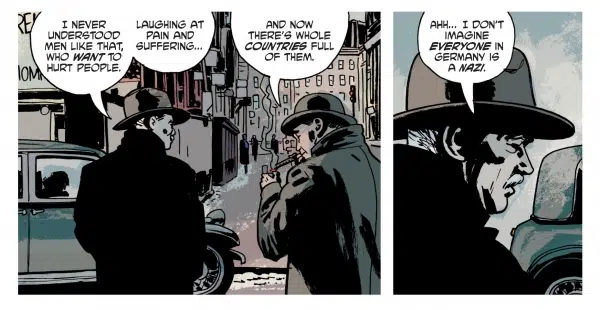 I NEVER
UNDERSTOOD
MEN LIKE THAT,
WHO WANT TO
HURT PEOPLE.
LAUGHING AT
PAIN AND
SUFFERING...
AND NOW
THERE'S WHOLE
COUNTRIES FULL
OF THEM.
AHH... I DON'T
IMAGINE
EVERYONE IN
GERMANY IS
A NAZI.